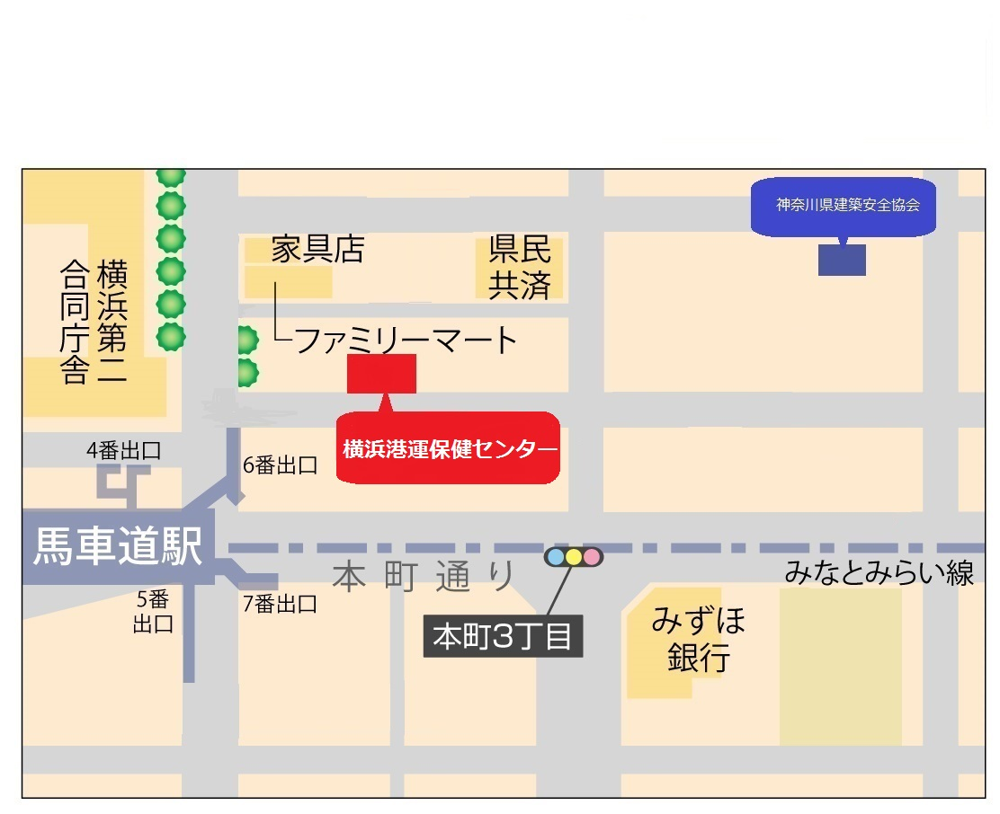 神奈川県建築安全協会
家具店
県民
共済
横浜第二
合同庁舎
ファミリーマート
横浜港運保健センター
4番出口
6番出口
馬車道駅
本町通り
みなとみらい線
5番
出口
7番出口
本町3丁目
みずほ
銀行